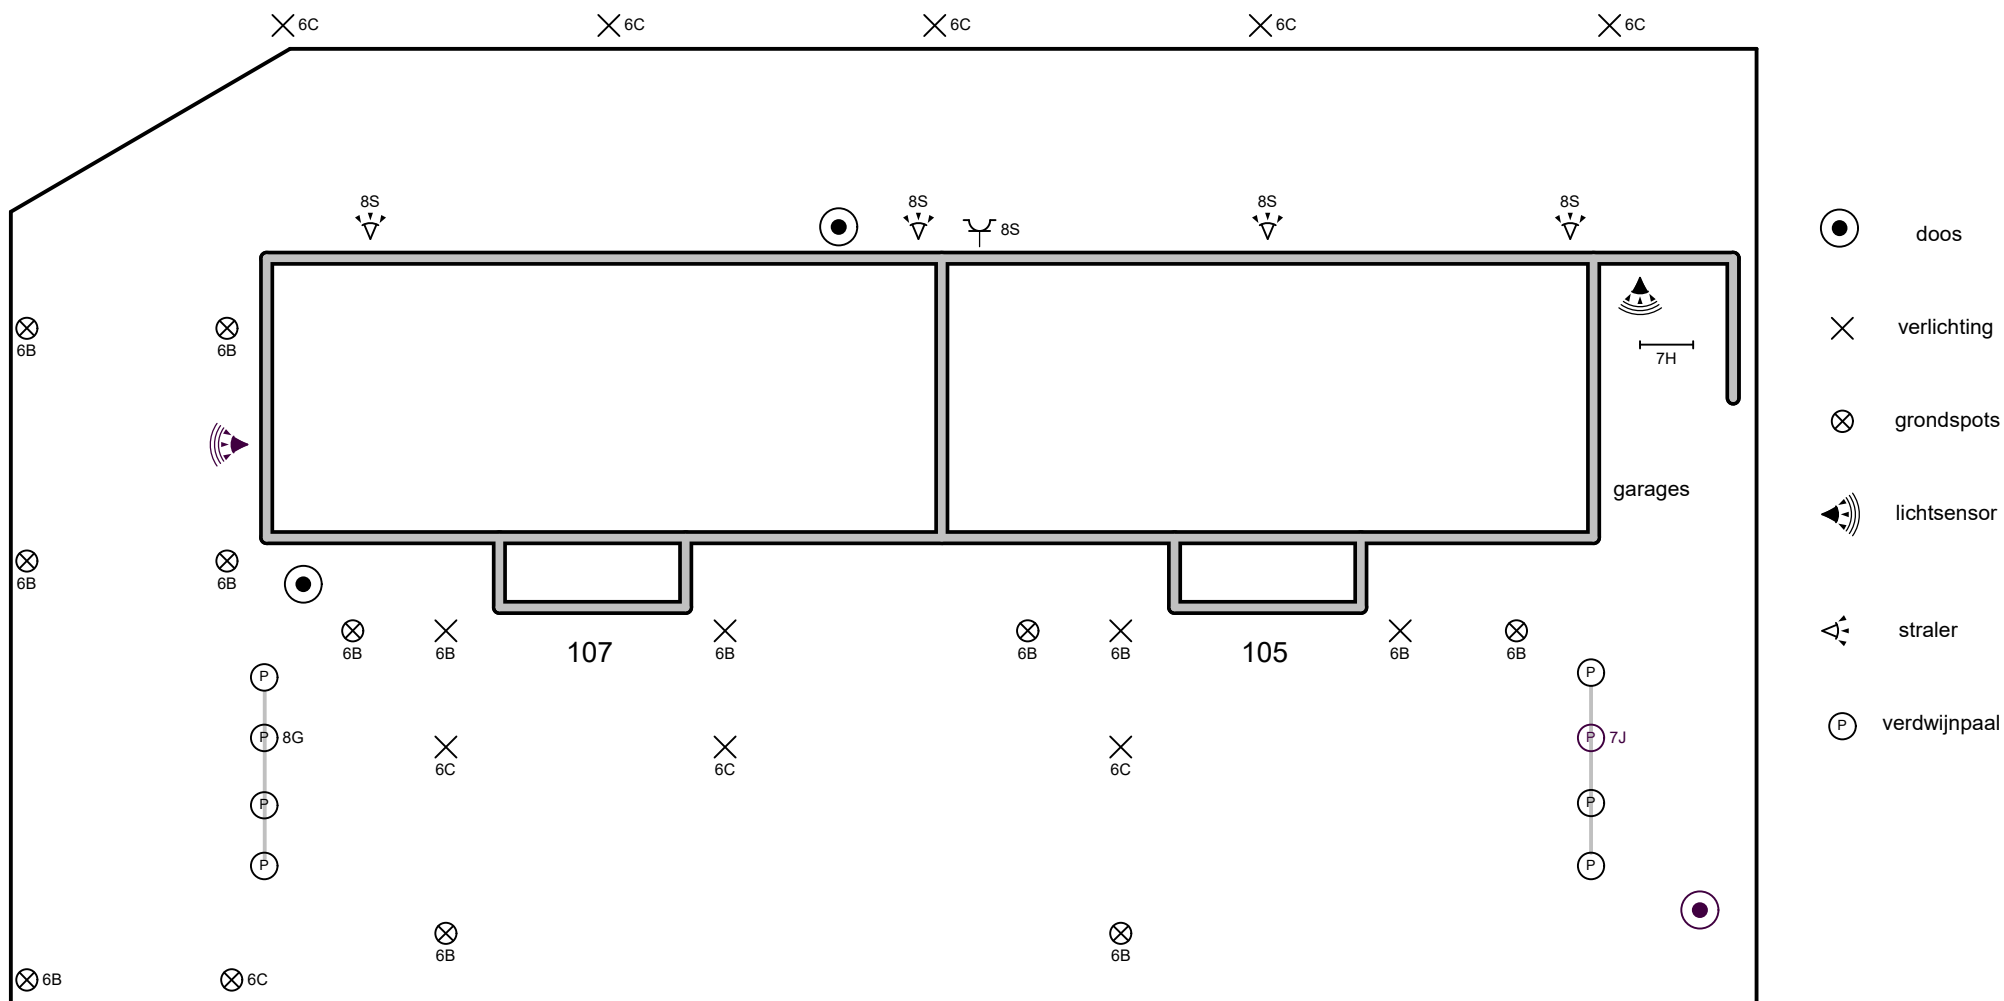 6C 6C 6C 6C 6C
8S 8S 8S 8S
8S
doos
verlichting
6B 6B
7H
grondspots
garages
lichtsensor
6B 6B
straler
6B 6B 107 6B 6B 6B 105 6B 6B
P P
verdwijnpaal
P
P 8G P 7J
6C 6C 6C
P P
P P
6B 6B
6B 6C